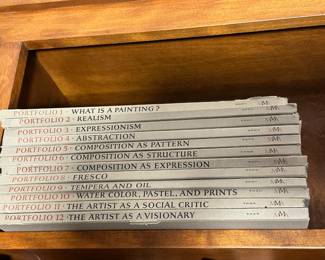 PORTFOLIO 1 · WHAT IS A PAINTING?
PORTFOLIO 2 · REALISM
PORTFOLIO 3 · EXPRESSIONISM
PORTFOLIO 4 · ABSTRACTION
PORTFOLIO 5 · COMPOSITION AS PATTERN
PORTFOLIO 6 · COMPOSITION AS STRUCTURE
PORTFOLIO 7 · COMPOSITION AS EXPRESSION
PORTFOLIO 8 · FRESCO
PORTFOLIO 9 · TEMPERA AND OIL
PORTFOLIO 10 · WATER COLOR, PASTEL, AND PRINTS
PORTFOLIO 11 · THE ARTIST AS A SOCIAL CRITIC
PORTFOLIO 12 · THE ARTIST AS A VISIONARY